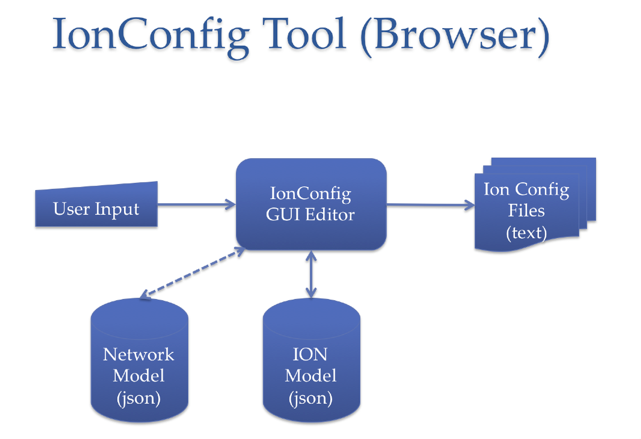 IonConfig Tool (Browser)
User Input
IonConfig
GUI Editor
Ion Config
Files
(text)
Network
Model
(json)
ION
Model
(json)